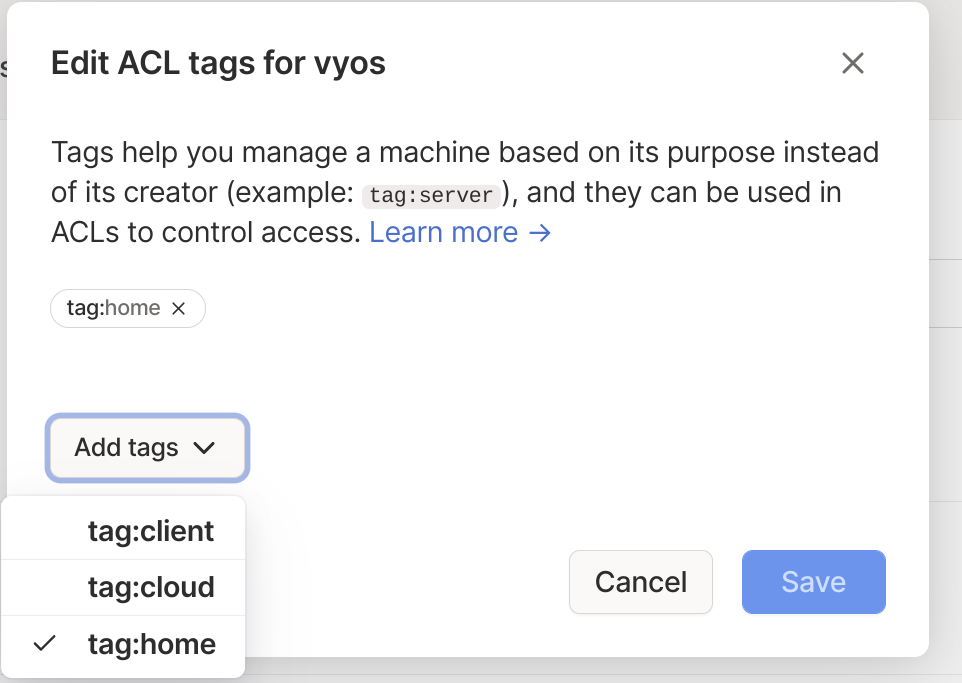 Edit ACL tags for vyos
Tags help you manage a machine based on its purpose instead
of its creator (example: tag:server), and they can be used in
ACLs to control access. Learn more →
tag:home ×
Add tags
tag:client
tag:cloud
✓ tag:home
Cancel
Save